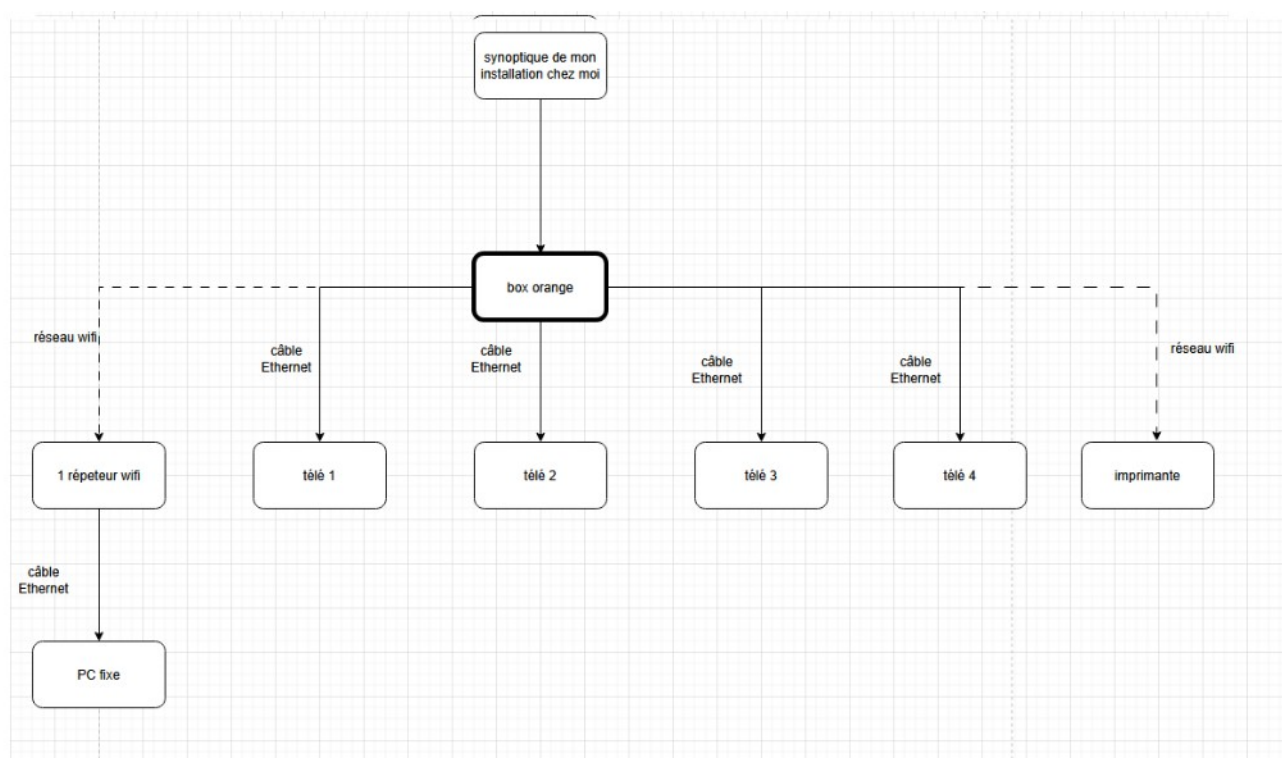 synoptique de mon
installation chez moi
box orange
réseau wifi
câble
Ethernet
câble
Ethernet
câble
Ethernet
câble
Ethernet
réseau wifi
1 répeteur wifi
télé 1
télé 2
télé 3
télé 4
imprimante
câble
Ethernet
PC fixe